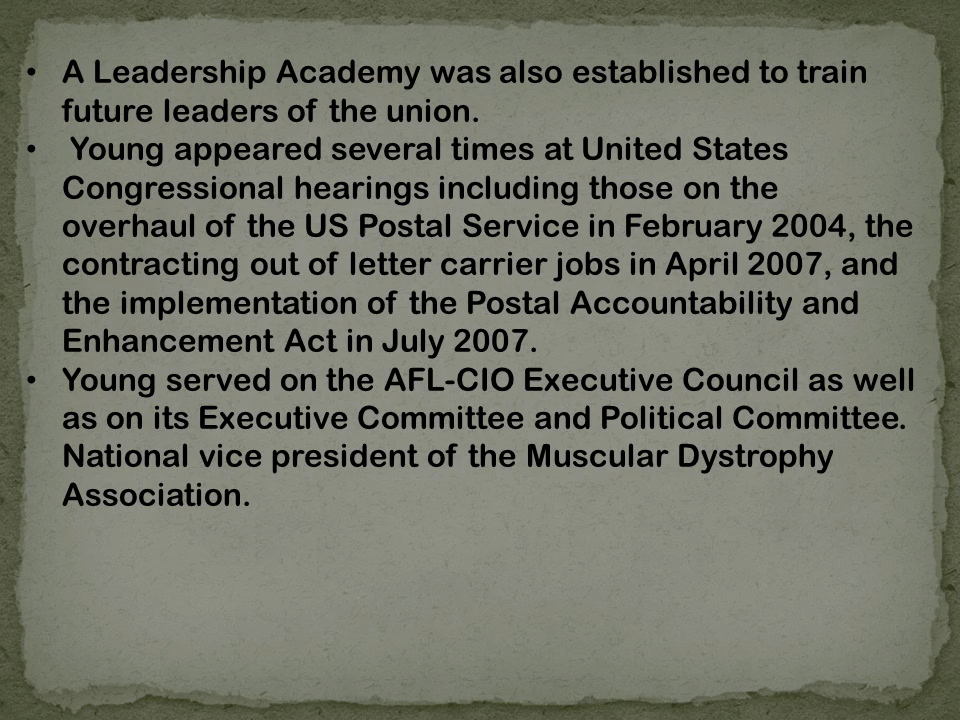 • A Leadership Academy was also established to train
future leaders of the union.
• Young appeared several times at United States
Congressional hearings including those on the
overhaul of the US Postal Service in February 2004, the
contracting out of letter carrier jobs in April 2007, and
the implementation of the Postal Accountability and
Enhancement Act in July 2007.
• Young served on the AFL-CIO Executive Council as well
as on its Executive Committee and Political Committee.
National vice president of the Muscular Dystrophy
Association.